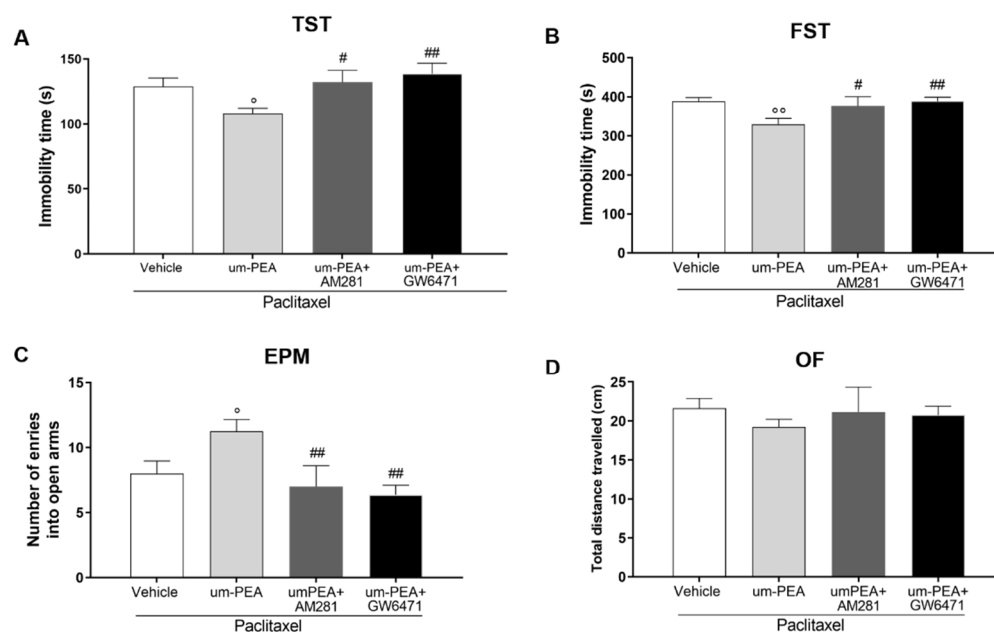 A
TST
Immobility time (s)
150
100
50
0
°
#
##
Vehicle
um-PEA
um-PEA+
AM281
um-PEA+
GW6471
Paclitaxel
B
FST
Immobility time (s)
500
400
300
200
100
0
°°
#
##
Vehicle
um-PEA
um-PEA+
AM281
um-PEA+
GW6471
Paclitaxel
C
EPM
Number of enries
into open arms
15
10
5
0
°
##
##
Vehicle
um-PEA
umPEA+
AM281
um-PEA+
GW6471
Paclitaxel
D
OF
Total distance travelled (cm)
25
20
15
10
5
0
Vehicle
um-PEA
umPEA+
AM281
um-PEA+
GW6471
Paclitaxel